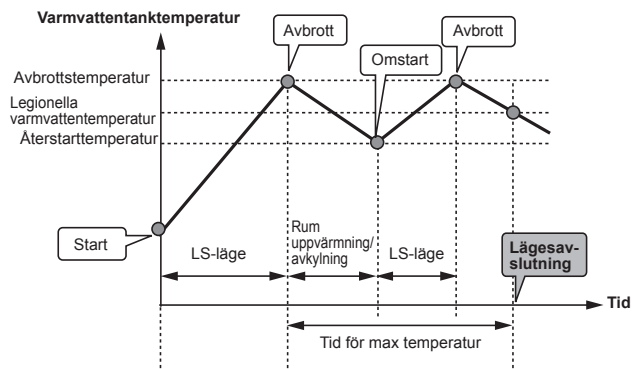 Varmvattentanktemperatur
Avbrott
Avbrott
Omstart
Avbrottstemperatur
Legionella
varmvattentemperatur
Återstarttemperatur
Start
LS-läge
Rum
uppvärmning/
avkylning
LS-läge
Lägesav-
slutning
Tid
Tid för max temperatur